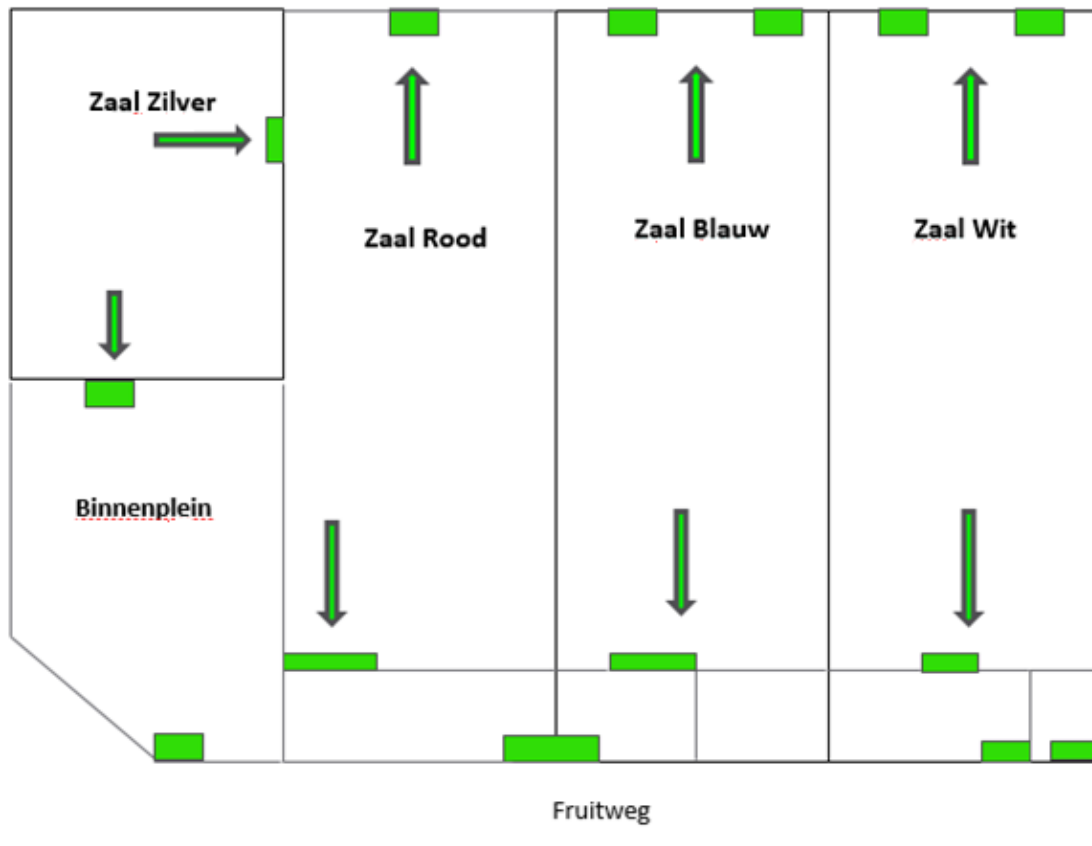 Zaal Zilver
Zaal Rood
Zaal Blauw
Zaal Wit
Binnenplein
Fruitweg